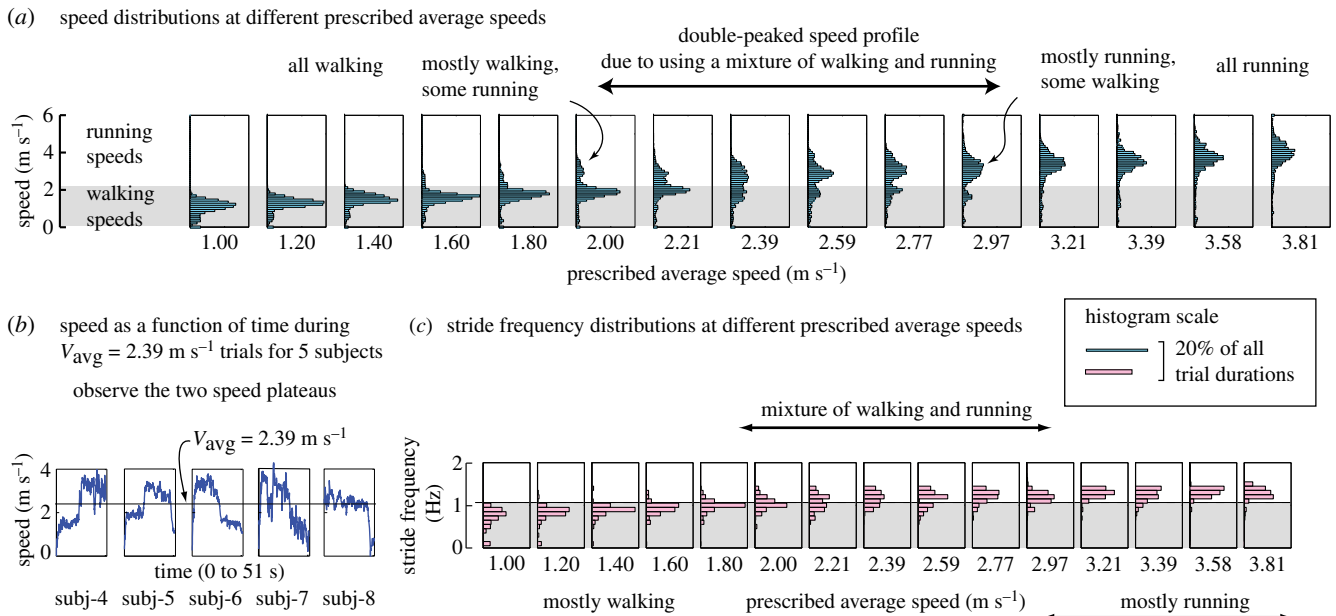 (a) speed distributions at different prescribed average speeds
all walking
mostly walking,
some running
double-peaked speed profile
due to using a mixture of walking and running
mostly running,
some walking
all running
speed (m s⁻¹)
6
4
2
0
running
speeds
walking
speeds
1.00 1.20 1.40 1.60 1.80 2.00 2.21 2.39 2.59 2.77 2.97 3.21 3.39 3.58 3.81
prescribed average speed (m s⁻¹)
(b) speed as a function of time during
Vavg = 2.39 m s⁻¹ trials for 5 subjects
observe the two speed plateaus
Vavg = 2.39 m s⁻¹
speed (m s⁻¹)
4
2
0
time (0 to 51 s)
subj-4 subj-5 subj-6 subj-7 subj-8
(c) stride frequency distributions at different prescribed average speeds
histogram scale
20% of all
trial durations
mixture of walking and running
stride frequency
(Hz)
2
1
0
1.00 1.20 1.40 1.60 1.80 2.00 2.21 2.39 2.59 2.77 2.97 3.21 3.39 3.58 3.81
mostly walking prescribed average speed (m s⁻¹) mostly running